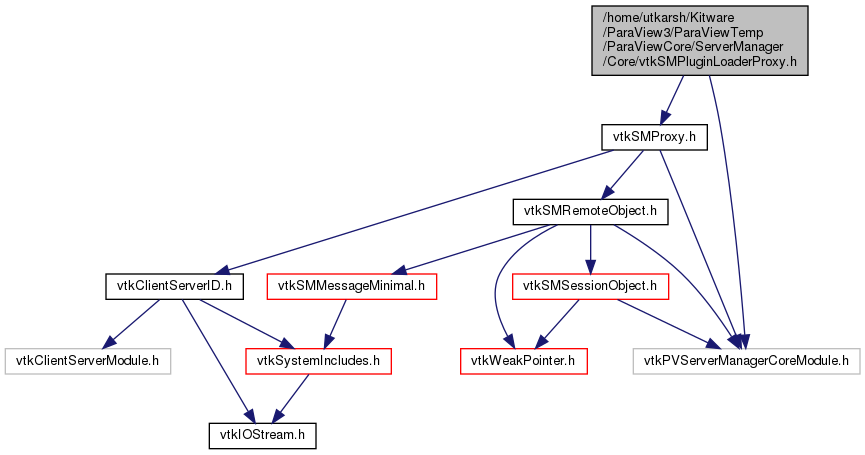 /home/utkarsh/Kitware
/ParaView3/ParaViewTemp
/ParaViewCore/ServerManager
/Core/vtkSMPluginLoaderProxy.h
vtkSMProxy.h
vtkSMRemoteObject.h
vtkClientServerID.h
vtkSMMessageMinimal.h
vtkSMSessionObject.h
vtkClientServerModule.h
vtkSystemIncludes.h
vtkWeakPointer.h
vtkPVServerManagerCoreModule.h
vtkIOStream.h